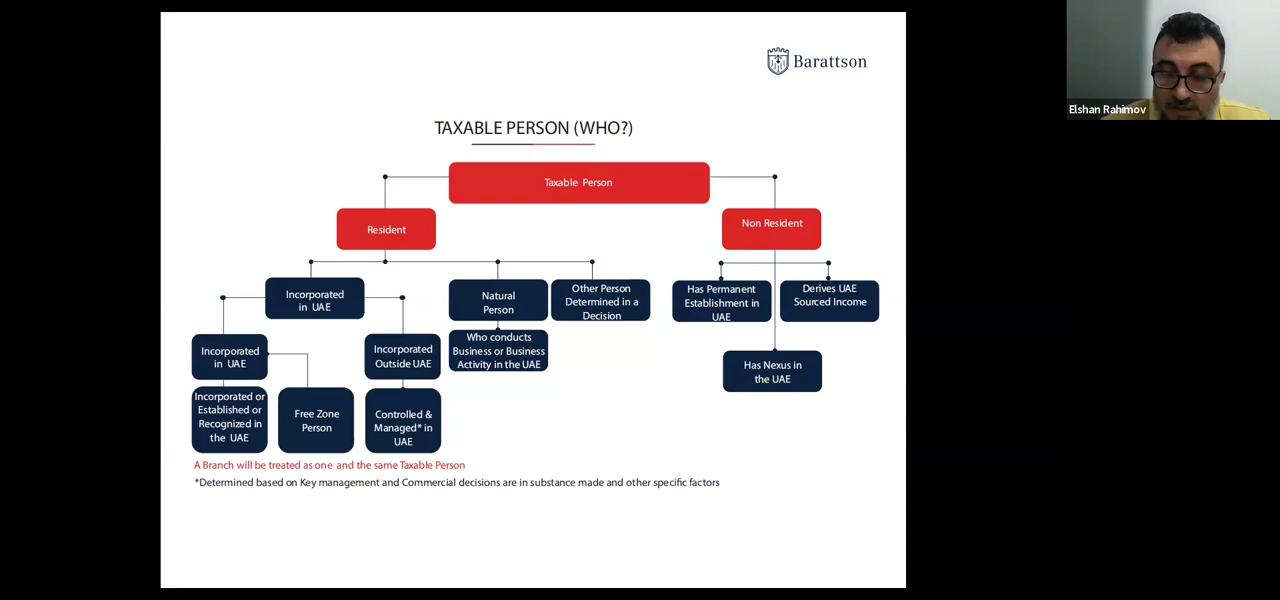 Barattson
Elshan Rahimov
TAXABLE PERSON (WHO?)
Taxable Person
Resident
Non Resident
Incorporated
in UAE
Natural
Person
Other Person
Determined in a
Decision
Has Permanent
Establishment in
UAE
Derives UAE
Sourced Income
Incorporated
in UAE
Incorporated
Outside UAE
Who conducts
Business or Business
Activity in the UAE
Has Nexus in
the UAE
Incorporated or
Established or
Recognized in
the UAE
Free Zone
Person
Controlled &
Managed* in
UAE
A Branch will be treated as one and the same Taxable Person
*Determined based on Key management and Commercial decisions are in substance made and other specific factors